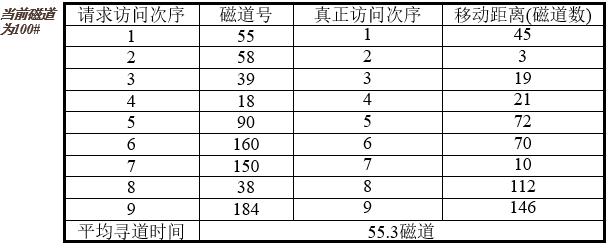 当前磁道
为100#
请求访问次序 磁道号 真正访问次序 移动距离(磁道数)
1 55 1 45
2 58 2 3
3 39 3 19
4 18 4 21
5 90 5 72
6 160 6 70
7 150 7 10
8 38 8 112
9 184 9 146
平均寻道时间 55.3磁道